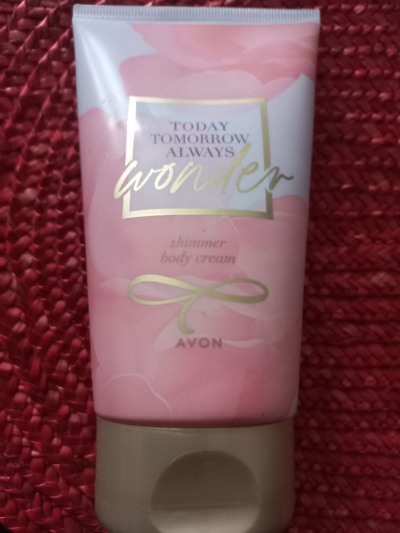 TODAY
TOMORROW
ALWAYS
wonder
shimmer
body cream
AVON